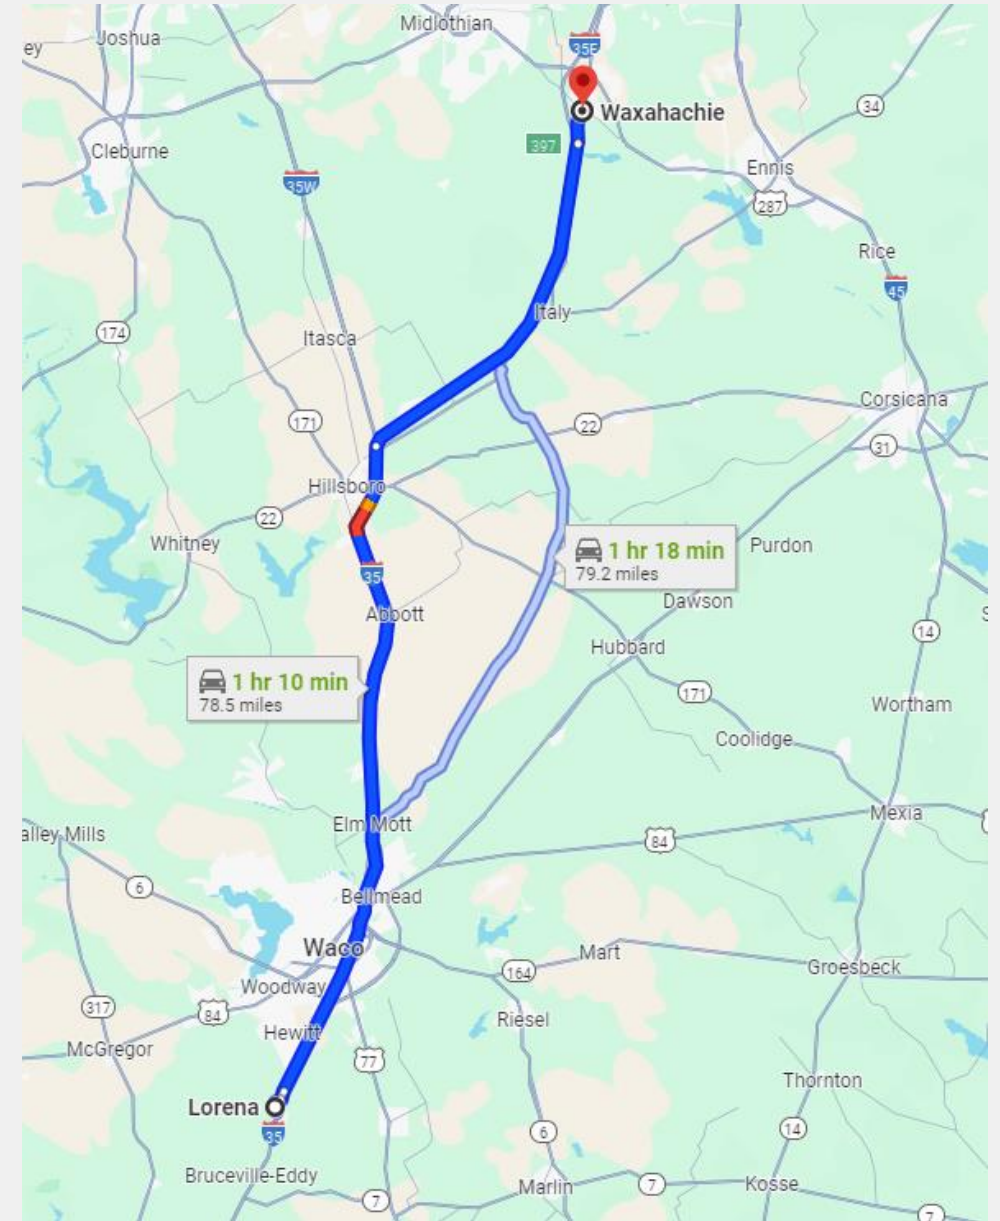 Midlothian
Joshua
ey
35E
Waxahachie
34
397
Cleburne
Ennis
35W
287
Rice
45
Italy
174
Itasca
Corsicana
171
22
31
Hillsboro
22
Whitney
1 hr 18 min
79.2 miles
Purdon
35
Dawson
Abbott
14
Hubbard
1 hr 10 min
78.5 miles
171
Wortham
Coolidge
Mexia
Elm Mott
alley Mills
84
6
Bellmead
Waco
Mart
164
Groesbeck
Woodway
317
84
Riesel
Hewitt
McGregor
77
Thornton
Lorena
35
14
6
Bruceville-Eddy
Marlin
7
Kosse
7
7